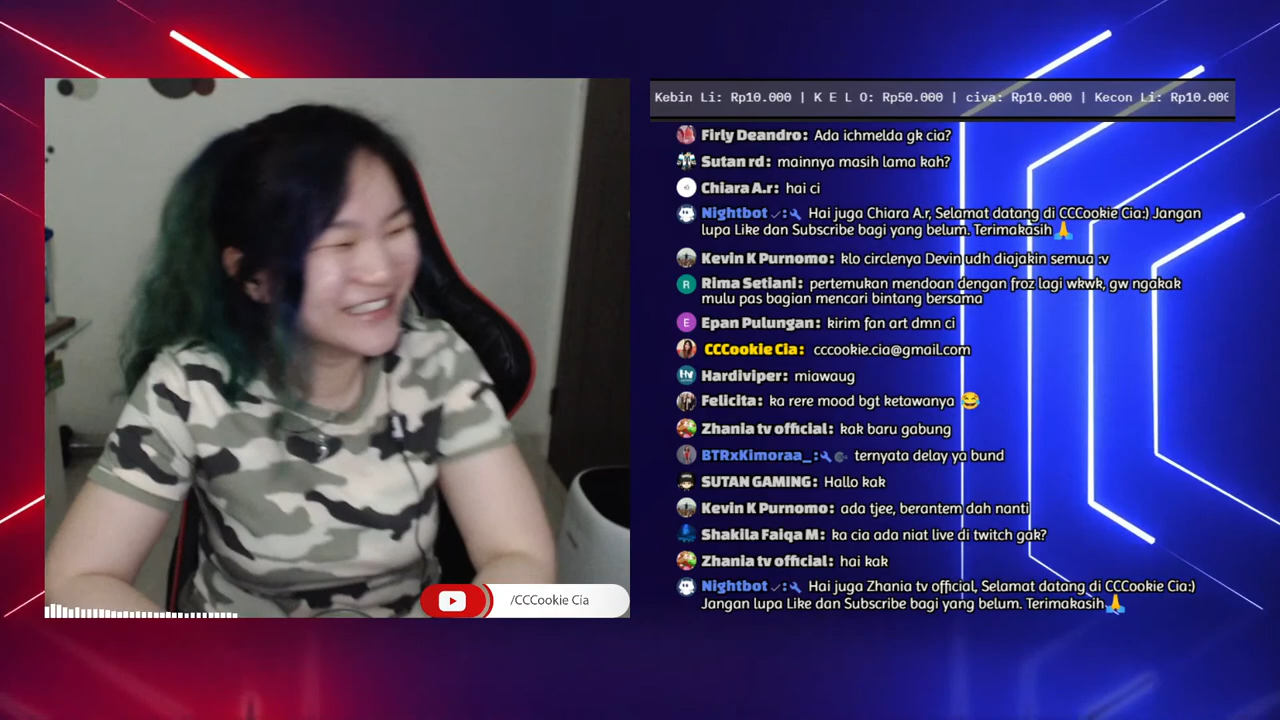 Kebin Li: Rp10.000 | K E L O: Rp50.000 | civa: Rp10.000 | Kecon Li: Rp10.000
Firly Deandro: Ada ichmelda gk cia?
Sutan rd: mainnya masih lama kah?
Chiara A.r: hai ci
Nightbot ✓:🔧 Hai juga Chiara A.r, Selamat datang di CCCookie Cia:) Jangan
lupa Like dan Subscribe bagi yang belum. Terimakasih 🙏
Kevin K Purnomo: klo circlenya Devin udh diajakin semua :v
R Rima Setiani: pertemukan mendoan dengan froz lagi wkwk, gw ngakak
mulu pas bagian mencari bintang bersama
E Epan Pulungan: kirim fan art dmn ci
CCCookie Cia: cccookie.cia@gmail.com
Hardiviper: miawaug
Felicita: ka rere mood bgt ketawanya 😂
Zhania tv official: kak baru gabung
BTRxKimoraa_:🔧 ternyata delay ya bund
SUTAN GAMING: Hallo kak
Kevin K Purnomo: ada tjee, berantem dah nanti
Shakila Faiqa M: ka cia ada niat live di twitch gak?
Zhania tv official: hai kak
Nightbot ✓:🔧 Hai juga Zhania tv official, Selamat datang di CCCookie Cia:)
Jangan lupa Like dan Subscribe bagi yang belum. Terimakasih 🙏
/CCCookie Cia